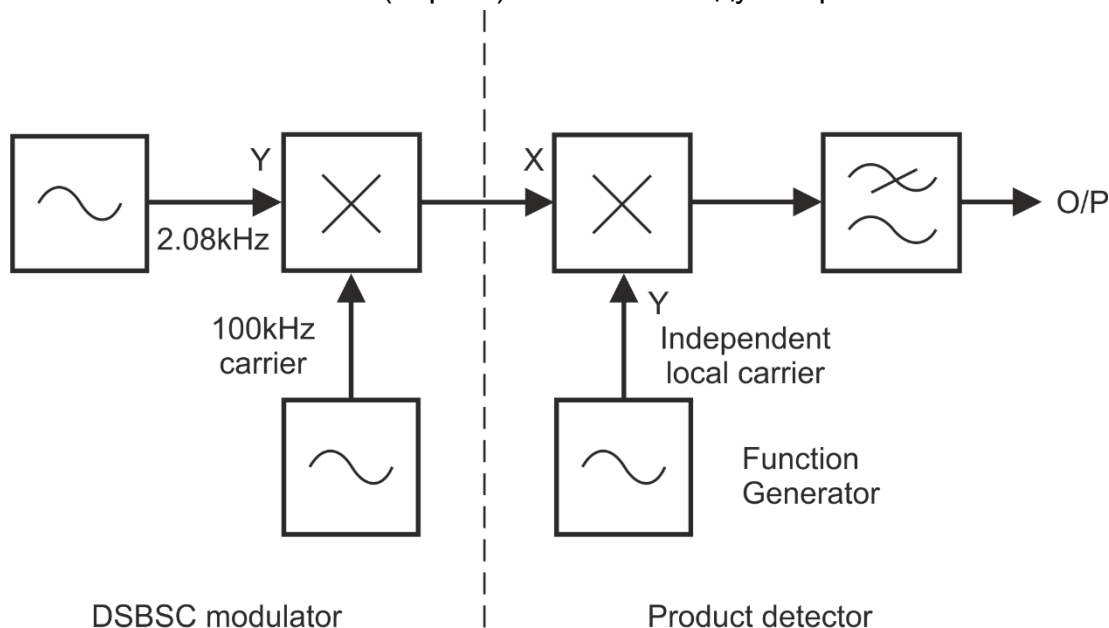 Y
X
O/P
2.08kHz
100kHz
carrier
Y
Independent
local carrier
Function
Generator
DSBSC modulator
Product detector